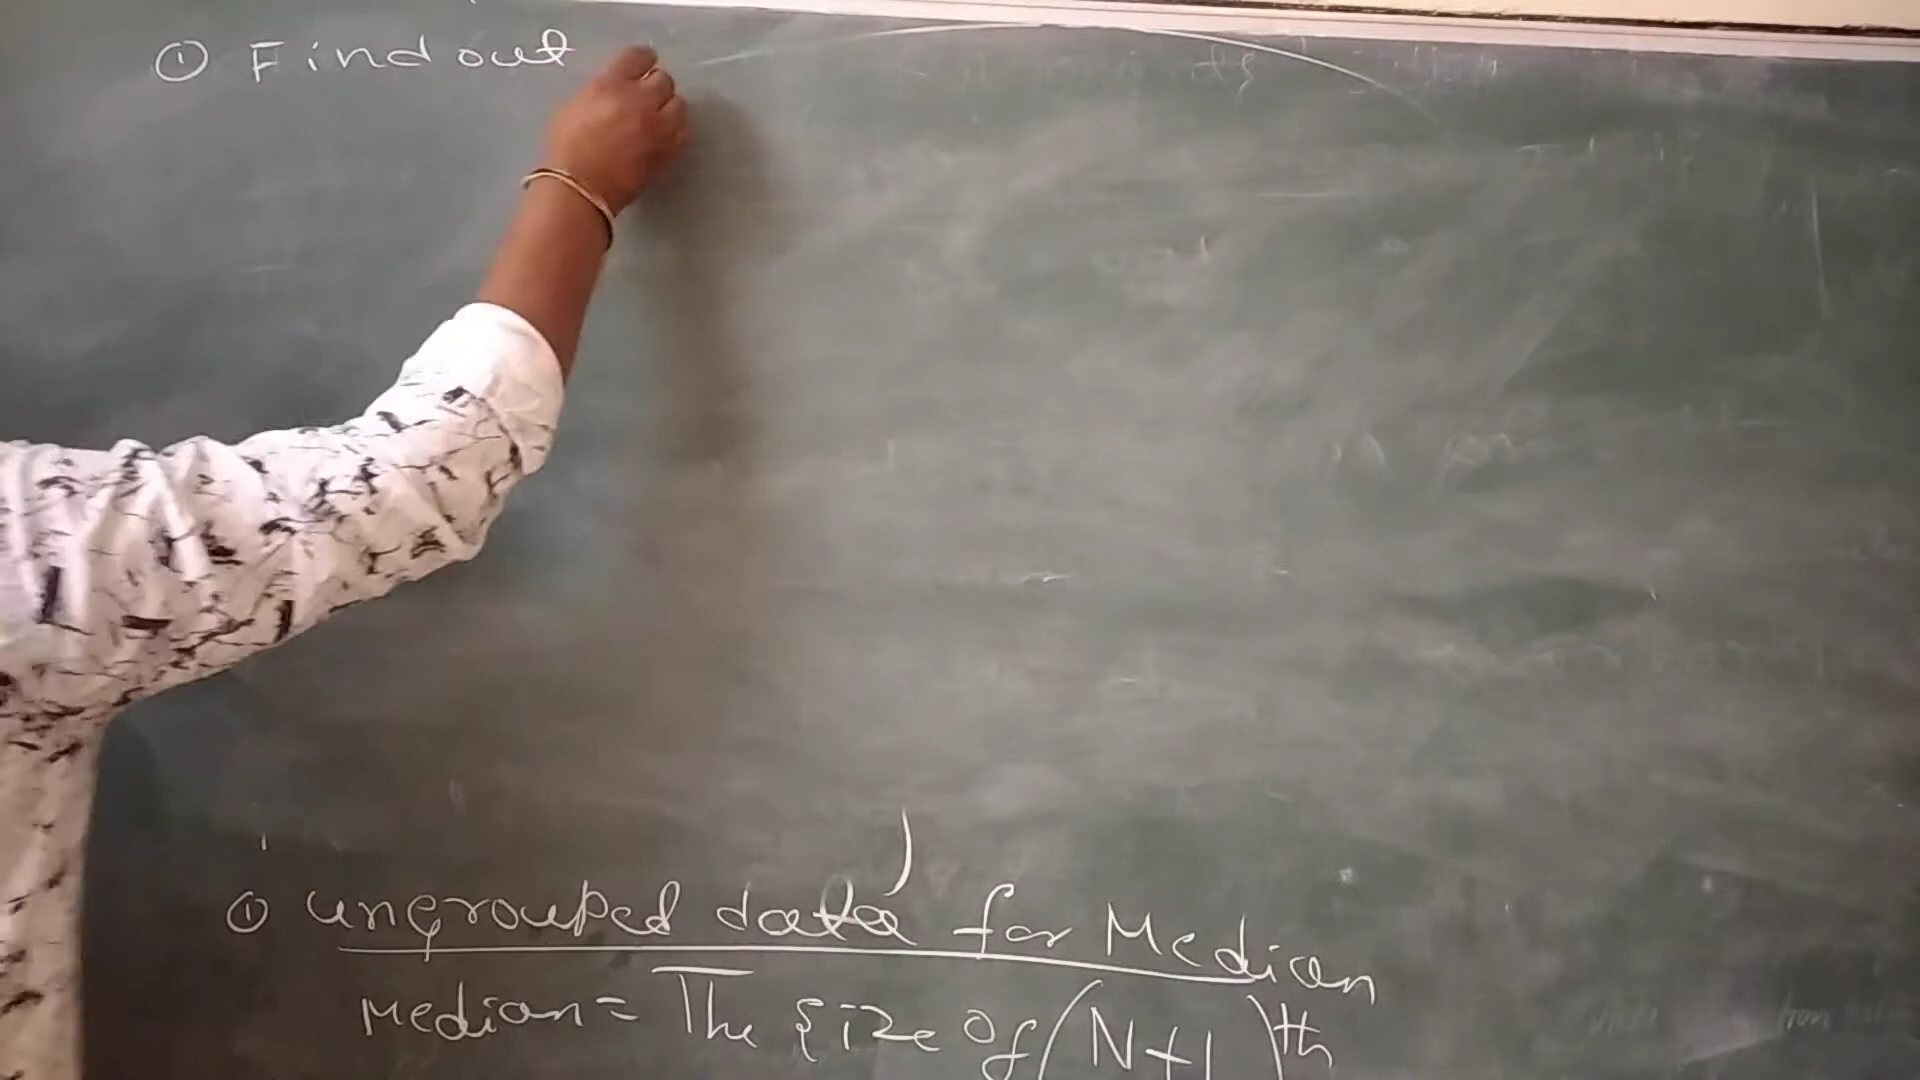 ① Find out
① ungrouped data for Median
Median = The size of (N+1)th